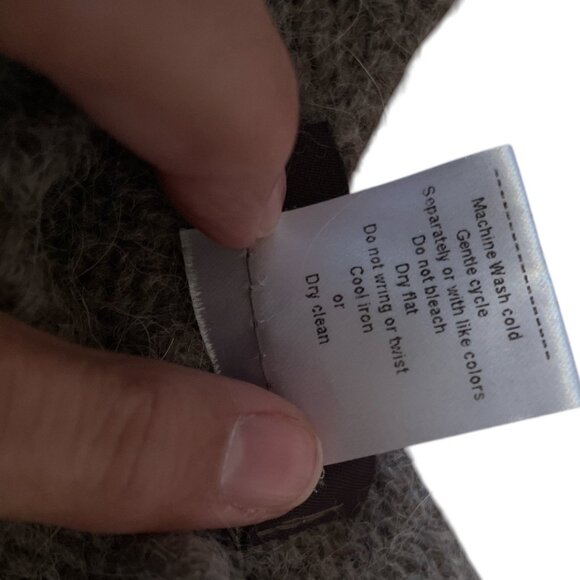 Machine Wash cold
Gentle cycle
Separately or with like colors
Do not bleach
Dry flat
Do not wring or twist
Cool iron
or
Dry clean